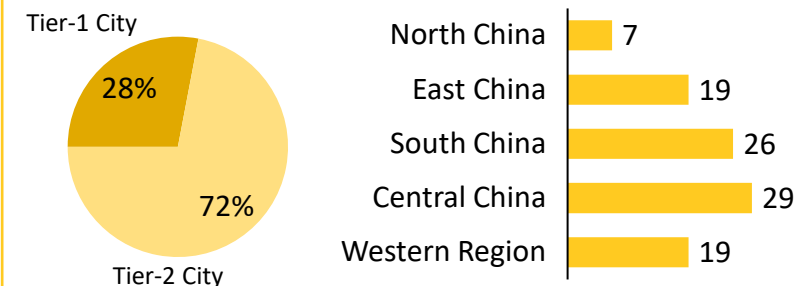 Tier-1 City
28%
72%
Tier-2 City
North China 7
East China 19
South China 26
Central China 29
Western Region 19